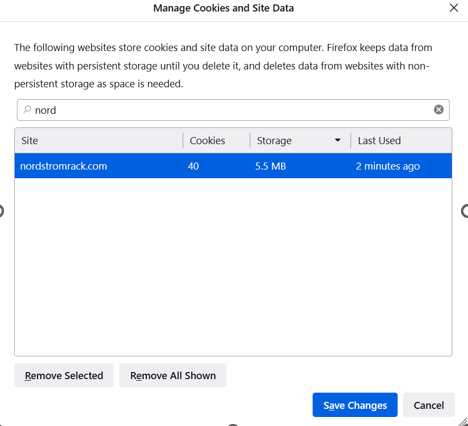 Manage Cookies and Site Data
The following websites store cookies and site data on your computer. Firefox keeps data from
websites with persistent storage until you delete it, and deletes data from websites with non-
persistent storage as space is needed.
nord
Site Cookies Storage Last Used
nordstromrack.com 40 5.5 MB 2 minutes ago
Remove Selected Remove All Shown
Save Changes Cancel